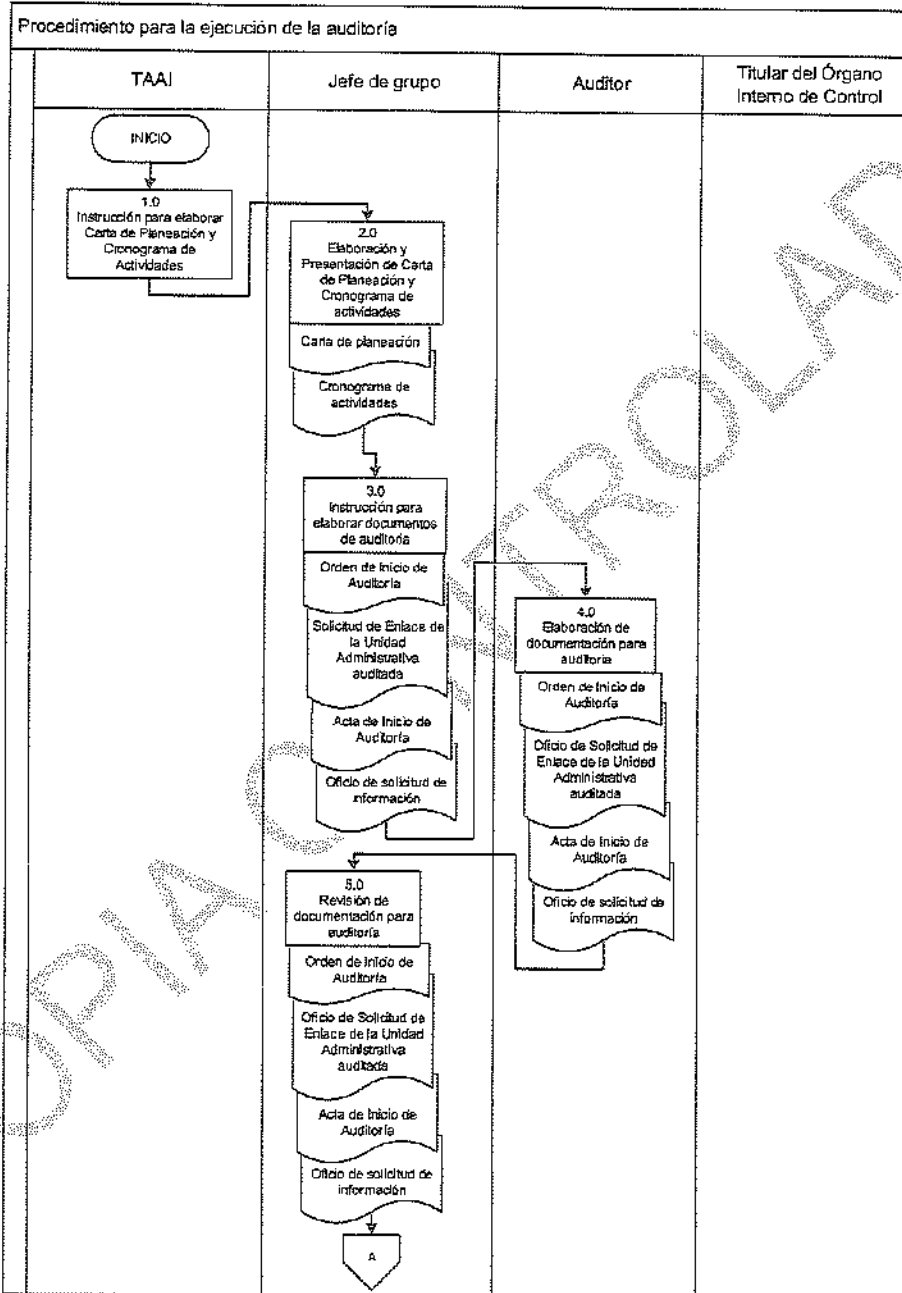 Procedimiento para la ejecución de la auditoría
TAAI
Jefe de grupo
Auditor
Titular del Órgano
Interno de Control
INICIO
1.0
Instrucción para elaborar
Carta de Planeación y
Cronograma de
Actividades
2.0
Elaboración y
Presentación de Carta
de Planeación y
Cronograma de
actividades
Carta de planeación
Cronograma de
actividades
3.0
Instrucción para
elaborar documentos
de auditoría
Orden de Inicio de
Auditoría
Solicitud de Enlace de
la Unidad
Administrativa
auditada
Acta de Inicio de
Auditoría
Oficio de solicitud de
información
4.0
Elaboración de
documentación para
auditoría
Orden de Inicio de
Auditoría
Oficio de Solicitud de
Enlace de la Unidad
Administrativa
auditada
Acta de Inicio de
Auditoría
Oficio de solicitud de
información
5.0
Revisión de
documentación para
auditoría
Orden de Inicio de
Auditoría
Oficio de Solicitud de
Enlace de la Unidad
Administrativa
auditada
Acta de Inicio de
Auditoría
Oficio de solicitud de
información
A